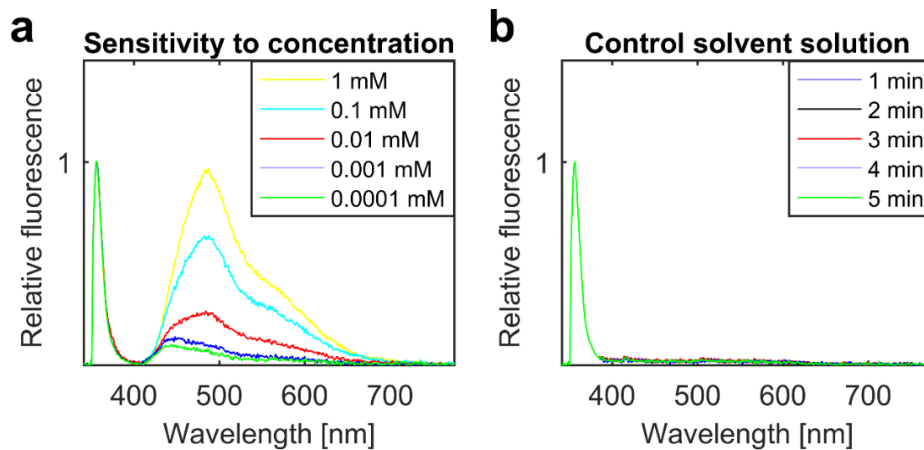 a
Sensitivity to concentration
1 mM
0.1 mM
0.01 mM
0.001 mM
0.0001 mM
1
Relative fluorescence
400 500 600 700
Wavelength [nm]
b
Control solvent solution
1 min
2 min
3 min
4 min
5 min
1
Relative fluorescence
400 500 600 700
Wavelength [nm]